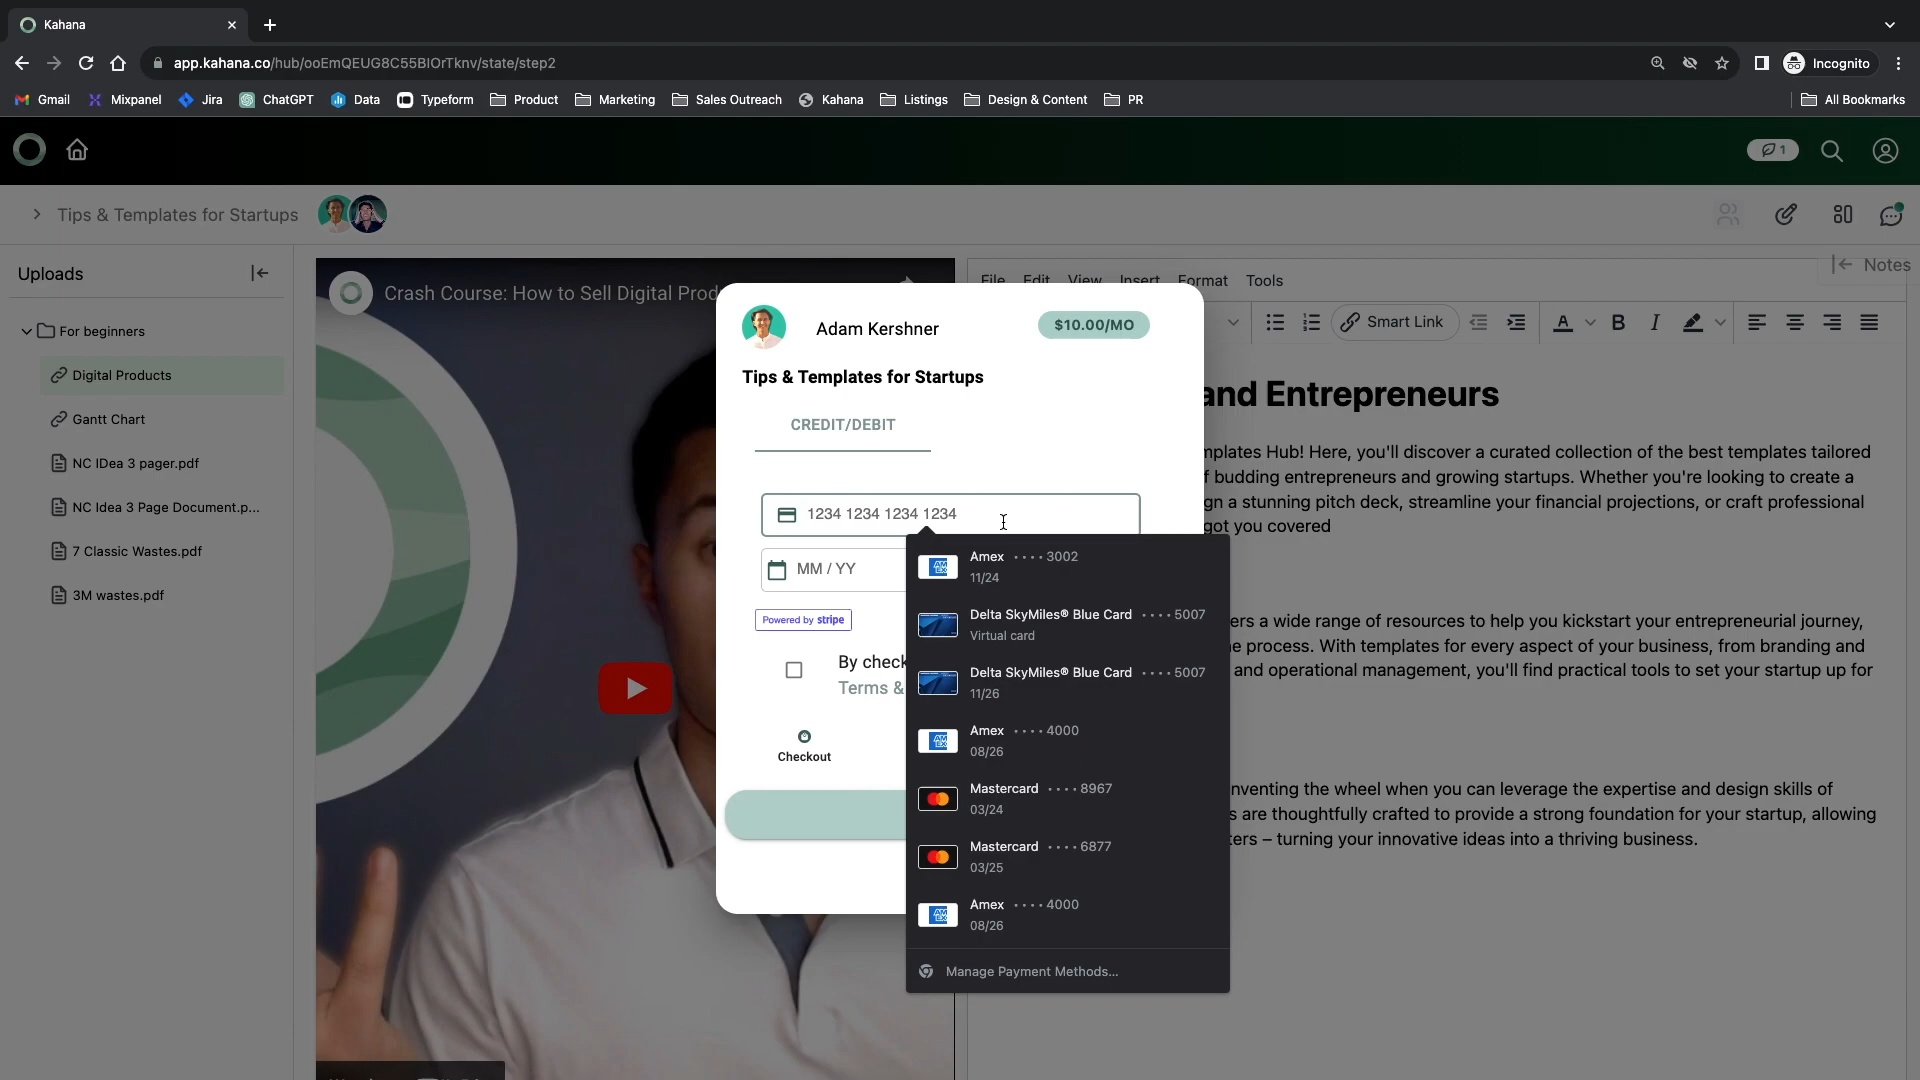 Kahana
app.kahana.co/hub/ooEmQEUG8C55BIOrTknv/state/step2
Incognito
Gmail
Mixpanel
Jira
ChatGPT
Data
Typeform
Product
Marketing
Sales Outreach
Kahana
Listings
Design & Content
PR
All Bookmarks
1
Tips & Templates for Startups
Uploads
For beginners
Digital Products
Gantt Chart
NC IDea 3 pager.pdf
NC Idea 3 Page Document.p...
7 Classic Wastes.pdf
3M wastes.pdf
Crash Course: How to Sell Digital Prod
File Edit View Insert Format Tools
Notes
Smart Link
A B I
and Entrepreneurs
mplates Hub! Here, you'll discover a curated collection of the best templates tailored
f budding entrepreneurs and growing startups. Whether you're looking to create a
gn a stunning pitch deck, streamline your financial projections, or craft professional
got you covered
ers a wide range of resources to help you kickstart your entrepreneurial journey,
e process. With templates for every aspect of your business, from branding and
and operational management, you'll find practical tools to set your startup up for
nventing the wheel when you can leverage the expertise and design skills of
s are thoughtfully crafted to provide a strong foundation for your startup, allowing
ters – turning your innovative ideas into a thriving business.
Adam Kershner
$10.00/MO
Tips & Templates for Startups
CREDIT/DEBIT
1234 1234 1234 1234
MM / YY
Powered by stripe
By check
Terms &
Checkout
Amex ···· 3002
11/24
Delta SkyMiles® Blue Card ···· 5007
Virtual card
Delta SkyMiles® Blue Card ···· 5007
11/26
Amex ···· 4000
08/26
Mastercard ···· 8967
03/24
Mastercard ···· 6877
03/25
Amex ···· 4000
08/26
Manage Payment Methods...